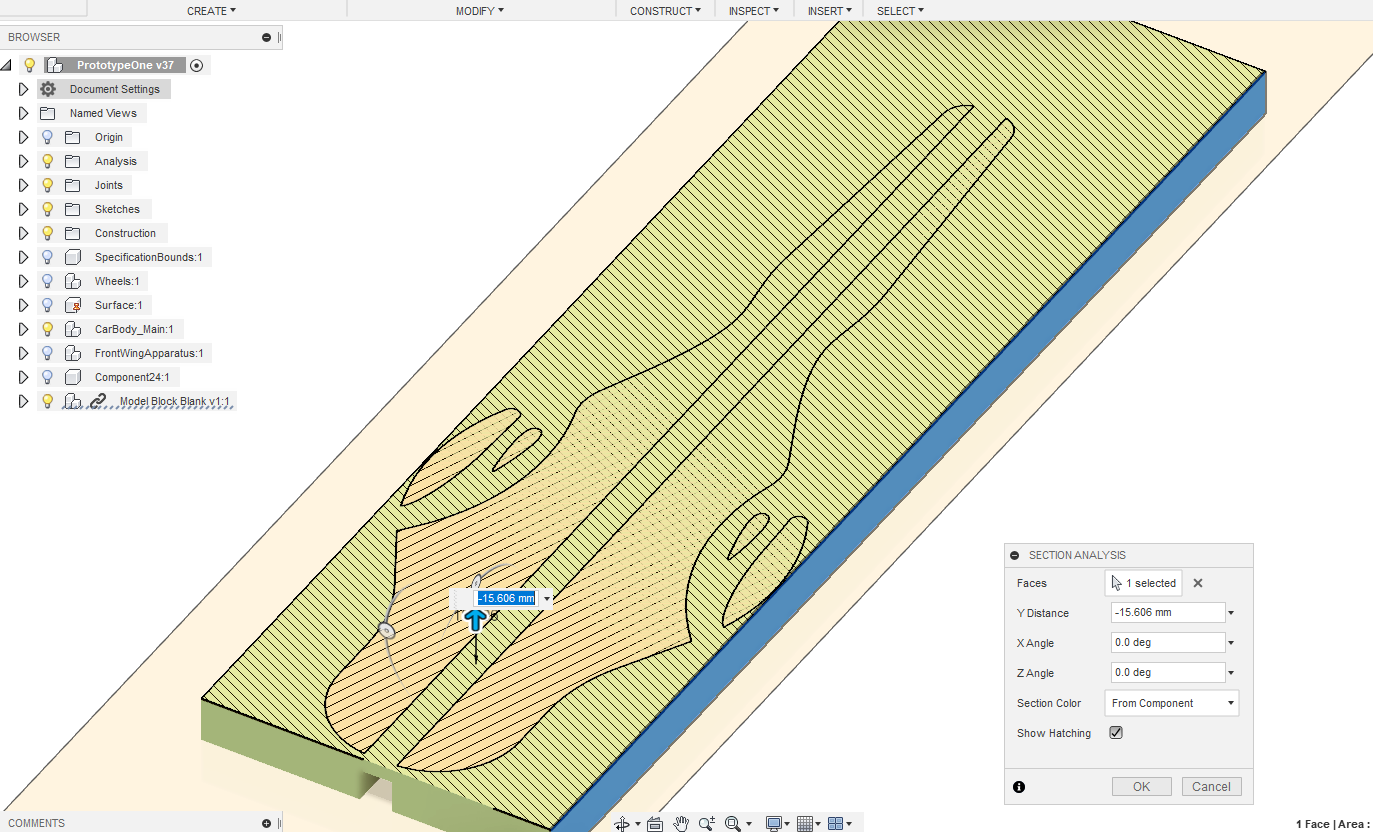 CREATE MODIFY CONSTRUCT INSPECT INSERT SELECT
BROWSER
PrototypeOne v37
Document Settings
Named Views
Origin
Analysis
Joints
Sketches
Construction
SpecificationBounds:1
Wheels:1
Surface:1
CarBody_Main:1
FrontWingApparatus:1
Component24:1
Model Block Blank v1:1
-15.606 mm
SECTION ANALYSIS
Faces 1 selected
Y Distance -15.606 mm
X Angle 0.0 deg
Z Angle 0.0 deg
Section Color From Component
Show Hatching
OK Cancel
COMMENTS
1 Face | Area :